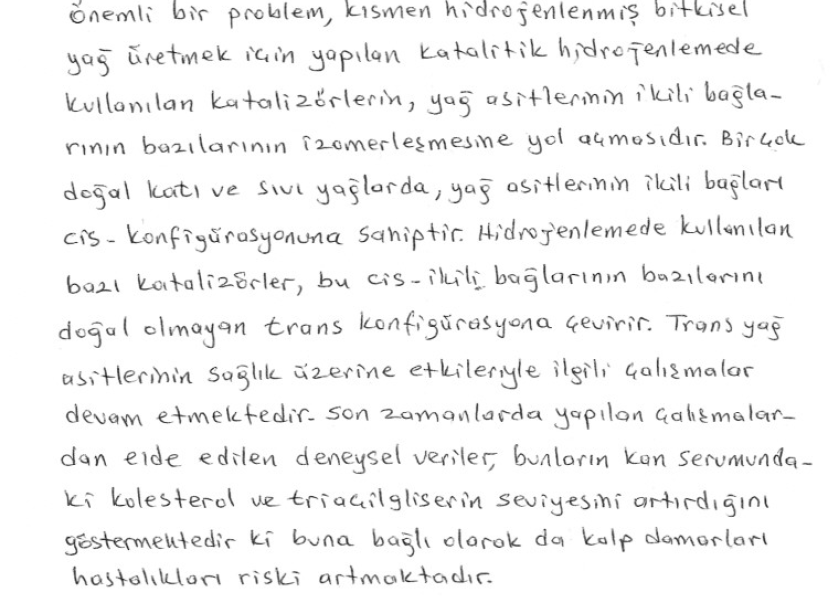 önemli bir problem, kısmen hidrojenlenmiş bitkisel
yağ üretmek için yapılan katalitik hidrojenlemede
kullanılan katalizörlerin, yağ asitlerinin ikili bağla-
rının bazılarının izomerleşmesine yol açmasıdır. Birçok
doğal katı ve sıvı yağlarda, yağ asitlerinin ikili bağları
cis-konfigürasyonuna sahiptir. Hidrojenlemede kullanılan
bazı katalizörler, bu cis-ikili bağlarının bazılarını
doğal olmayan trans konfigürasyona çevirir. Trans yağ
asitlerinin sağlık üzerine etkileriyle ilgili çalışmalar
devam etmektedir. Son zamanlarda yapılan çalışmalar-
dan elde edilen deneysel veriler, bunların kan serumunda-
ki kolesterol ve triaçilgliserin seviyesini artırdığını
göstermektedir ki buna bağlı olarak da kalp damarları
hastalıkları riski artmaktadır.